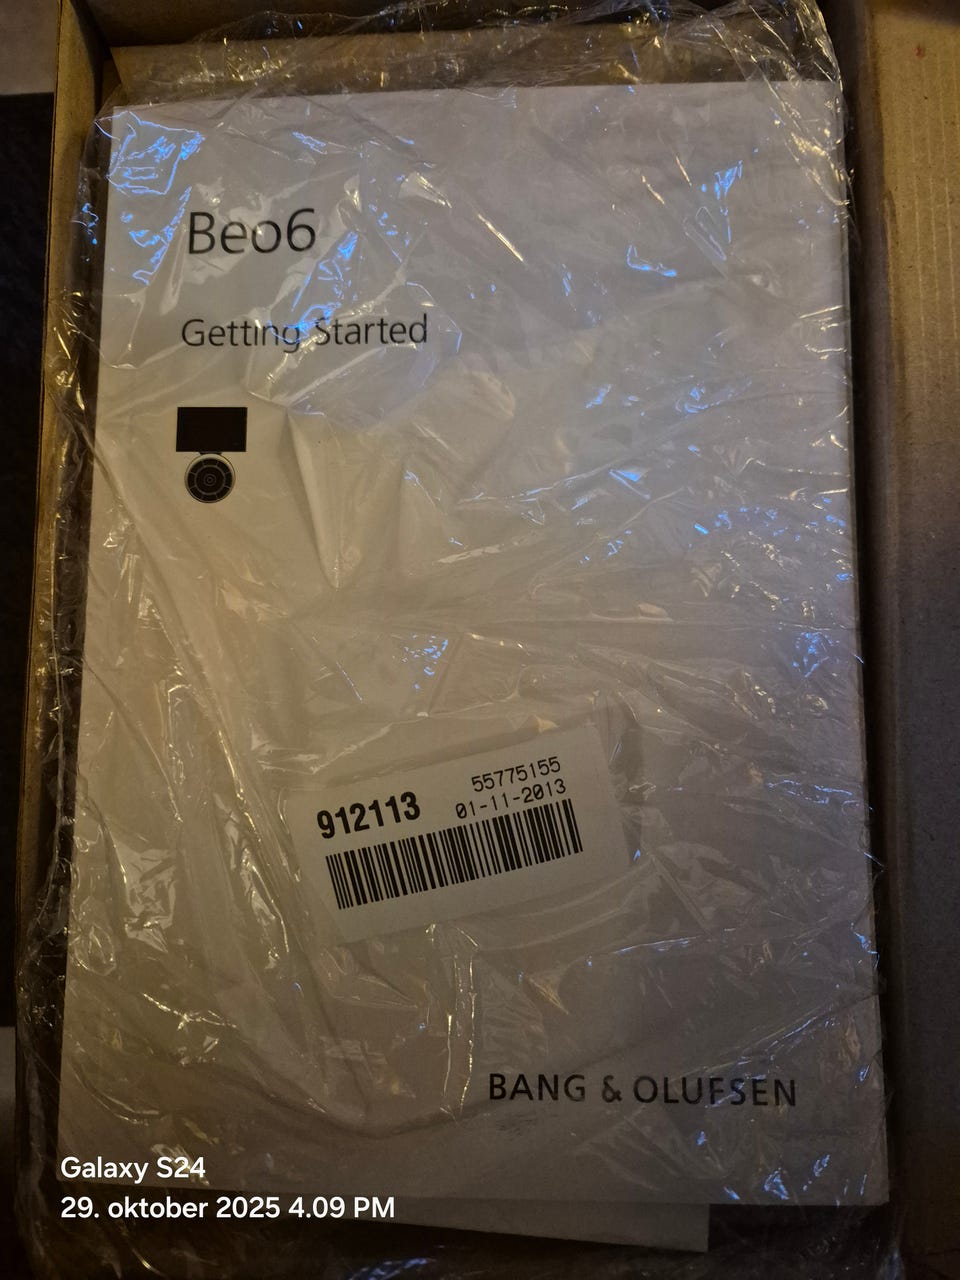 Beo6
Getting Started
912113
55775155
01-11-2013
BANG & OLUFSEN
Galaxy S24
29. oktober 2025 4.09 PM